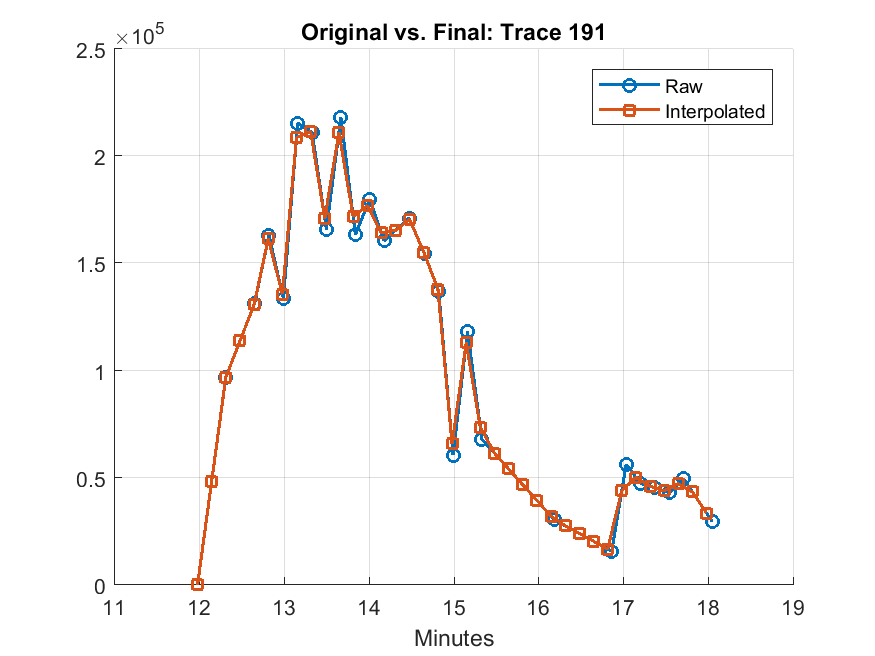 Original vs. Final: Trace 191
×10^5
2.5
2
1.5
1
0.5
0
11 12 13 14 15 16 17 18 19
Minutes
Raw
Interpolated